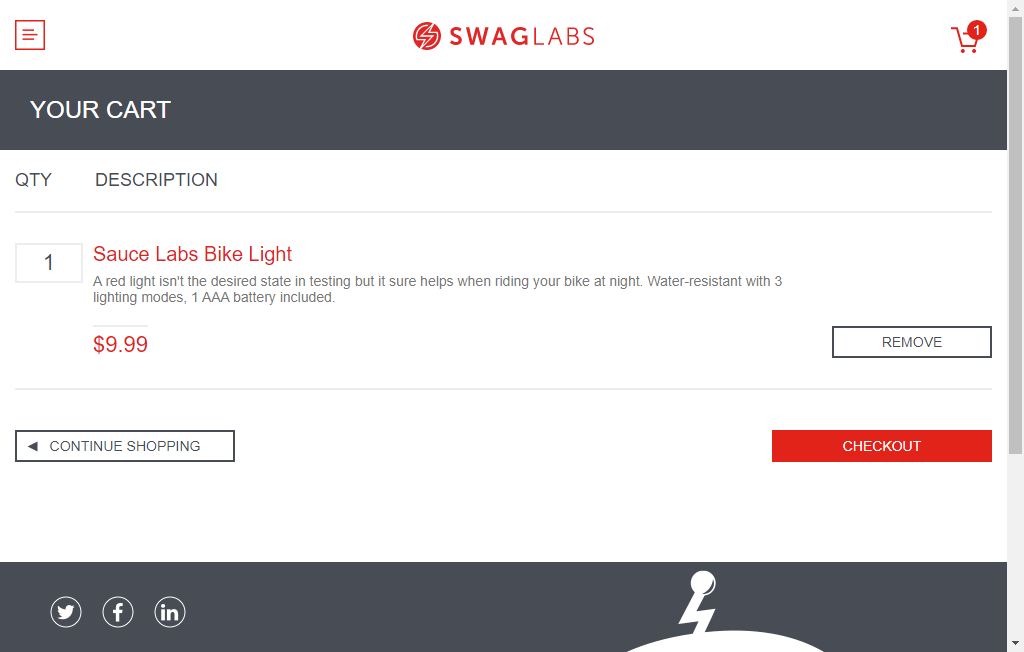 SWAGLABS
1
YOUR CART
QTY DESCRIPTION
1
Sauce Labs Bike Light
A red light isn't the desired state in testing but it sure helps when riding your bike at night. Water-resistant with 3
lighting modes, 1 AAA battery included.
$9.99
REMOVE
CONTINUE SHOPPING
CHECKOUT